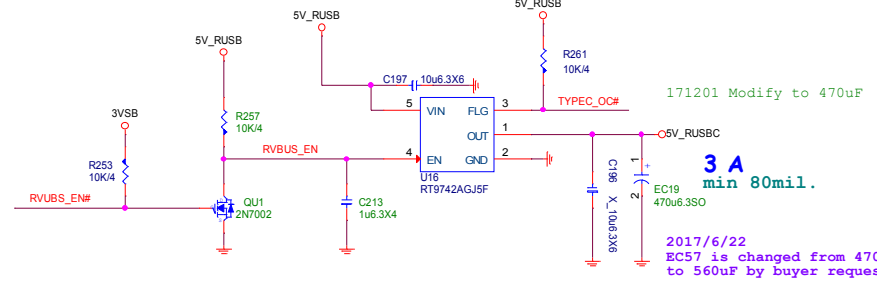 5V_RUSB
5V_RUSB
5V_RUSB
C197
10u6.3X6
R261
10K/4
171201 Modify to 470uF
3VSB
R257
10K/4
5
VIN
FLG
3
TYPEC_OC#
OUT
1
5V_RUSBC
RVBUS_EN
4
EN
GND
2
R253
10K/4
U16
RT9742AGJ5F
C196
X_10u6.3X6
1
+
EC19
470u6.3SO
2
3 A
min 80mil.
RVUBS_EN#
QU1
2N7002
C213
1u6.3X4
2017/6/22
EC57 is changed from 470
to 560uF by buyer reques